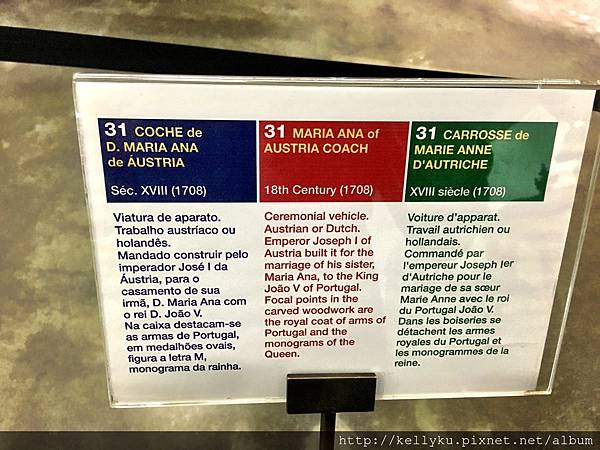 31 COCHE de
D. MARIA ANA
de ÁUSTRIA
Séc. XVIII (1708)
Viatura de aparato.
Trabalho austríaco ou
holandês.
Mandado construir pelo
imperador José I da
Áustria, para o
casamento de sua
irmã, D. Maria Ana com
o rei D. João V.
Na caixa destacam-se
as armas de Portugal,
em medalhões ovais,
figura a letra M,
monograma da rainha.
31 MARIA ANA of
AUSTRIA COACH
18th Century (1708)
Ceremonial vehicle.
Austrian or Dutch.
Emperor Joseph I of
Austria built it for the
marriage of his sister,
Maria Ana, to the King
João V of Portugal.
Focal points in the
carved woodwork are
the royal coat of arms of
Portugal and the
monograms of the
Queen.
31 CARROSSE de
MARIE ANNE
D'AUTRICHE
XVIII siècle (1708)
Voiture d'apparat.
Travail autrichien ou
hollandais.
Commandé par
l'empereur Joseph Ier
d'Autriche pour le
mariage de sa sœur
Marie Anne avec le roi
du Portugal João V.
Dans les boiseries se
détachent les armes
royales du Portugal et
les monogrammes de la
reine.
http://kellyku.pixnet.net/album